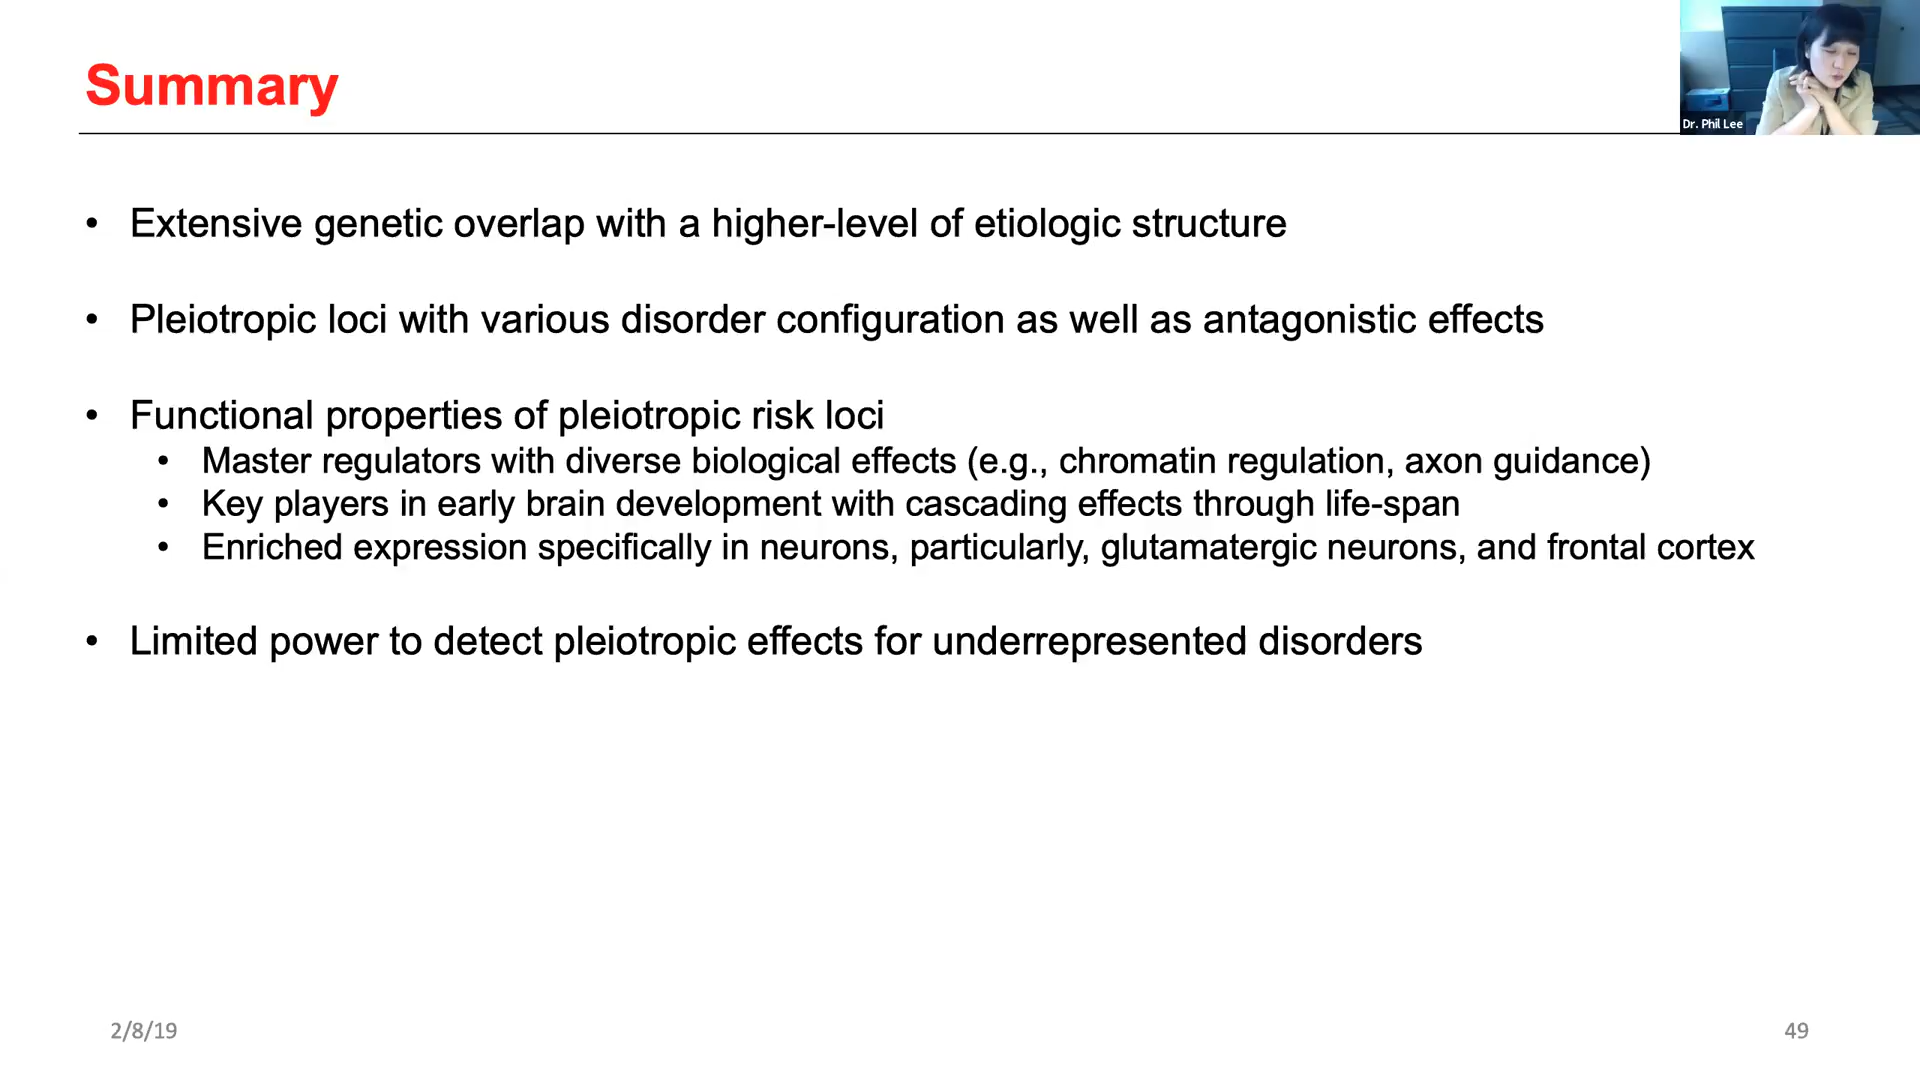 Summary
Dr. Phil Lee
• Extensive genetic overlap with a higher-level of etiologic structure
• Pleiotropic loci with various disorder configuration as well as antagonistic effects
• Functional properties of pleiotropic risk loci
• Master regulators with diverse biological effects (e.g., chromatin regulation, axon guidance)
• Key players in early brain development with cascading effects through life-span
• Enriched expression specifically in neurons, particularly, glutamatergic neurons, and frontal cortex
• Limited power to detect pleiotropic effects for underrepresented disorders
2/8/19
49